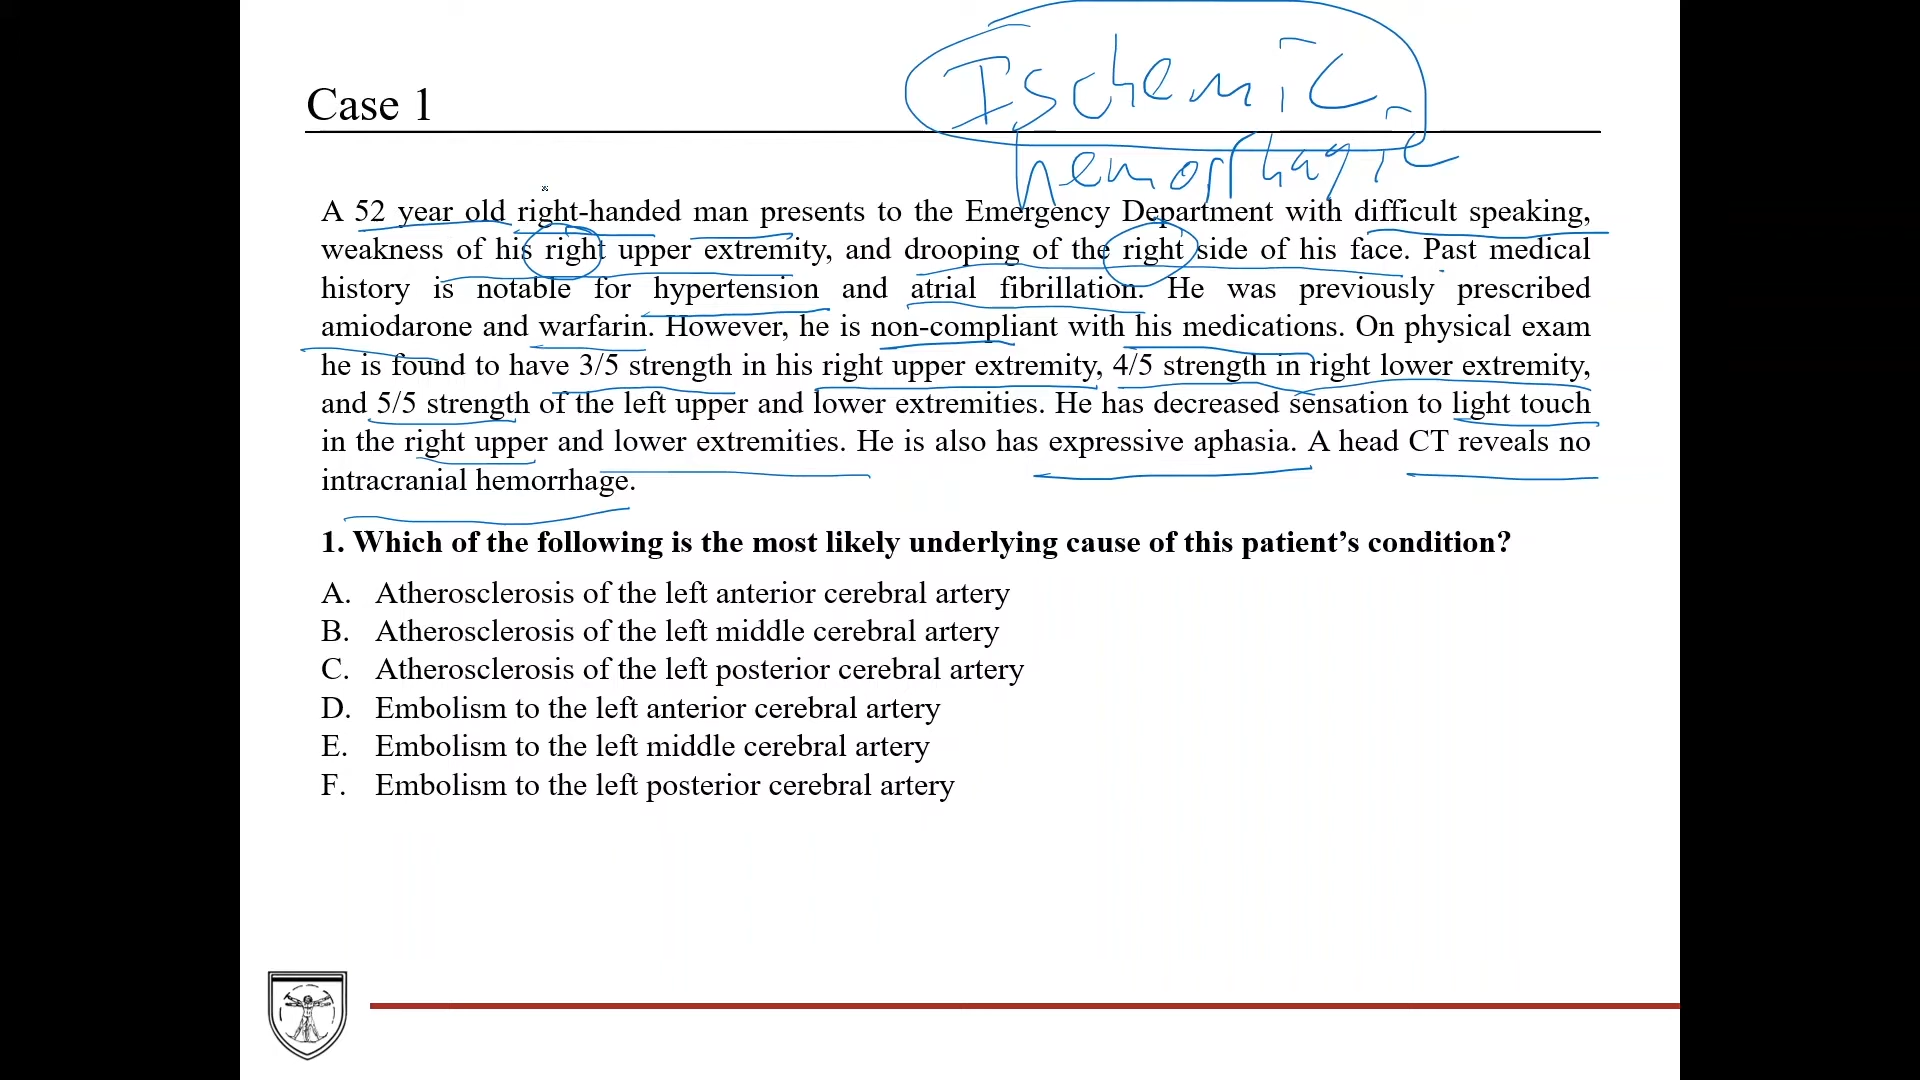 Ischemic
Case 1
hemorrhagic
A 52 year old right-handed man presents to the Emergency Department with difficult speaking,
weakness of his right upper extremity, and drooping of the right side of his face. Past medical
history is notable for hypertension and atrial fibrillation. He was previously prescribed
amiodarone and warfarin. However, he is non-compliant with his medications. On physical exam
he is found to have 3/5 strength in his right upper extremity, 4/5 strength in right lower extremity,
and 5/5 strength of the left upper and lower extremities. He has decreased sensation to light touch
in the right upper and lower extremities. He is also has expressive aphasia. A head CT reveals no
intracranial hemorrhage.
1. Which of the following is the most likely underlying cause of this patient’s condition?
A. Atherosclerosis of the left anterior cerebral artery
B. Atherosclerosis of the left middle cerebral artery
C. Atherosclerosis of the left posterior cerebral artery
D. Embolism to the left anterior cerebral artery
E. Embolism to the left middle cerebral artery
F. Embolism to the left posterior cerebral artery